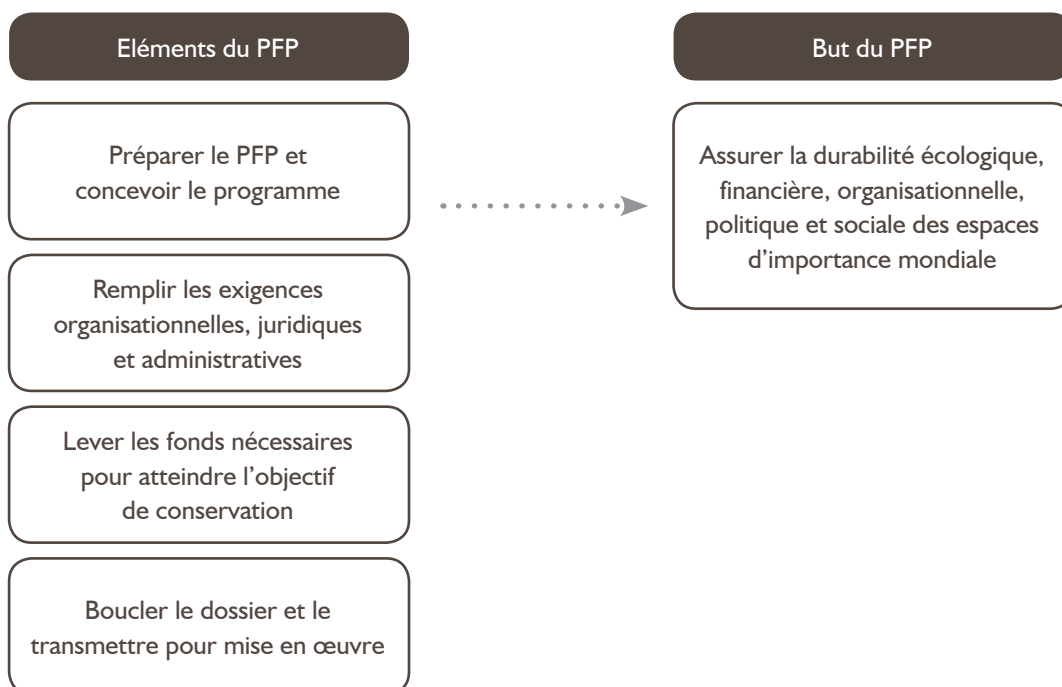 Eléments du PFP
Préparer le PFP et
concevoir le programme
Remplir les exigences
organisationnelles, juridiques
et administratives
Lever les fonds nécessaires
pour atteindre l’objectif
de conservation
Boucler le dossier et le
transmettre pour mise en œuvre
But du PFP
Assurer la durabilité écologique,
financière, organisationnelle,
politique et sociale des espaces
d’importance mondiale